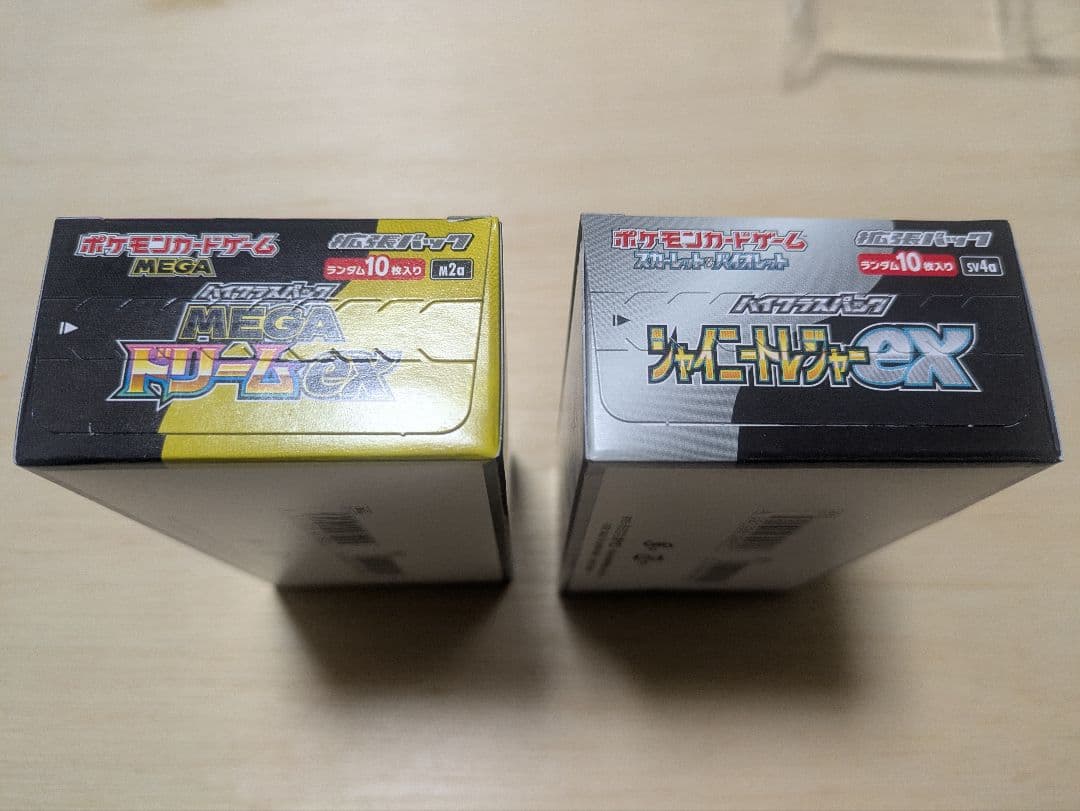 ポケモンカードゲーム
MEGA
拡張パック
ランダム10枚入り M2a
ハイクラスパック
MEGA
ドリームex
ポケモンカードゲーム
スカーレット&バイオレット
拡張パック
ランダム10枚入り SV4a
ハイクラスパック
シャイニートレジャーex